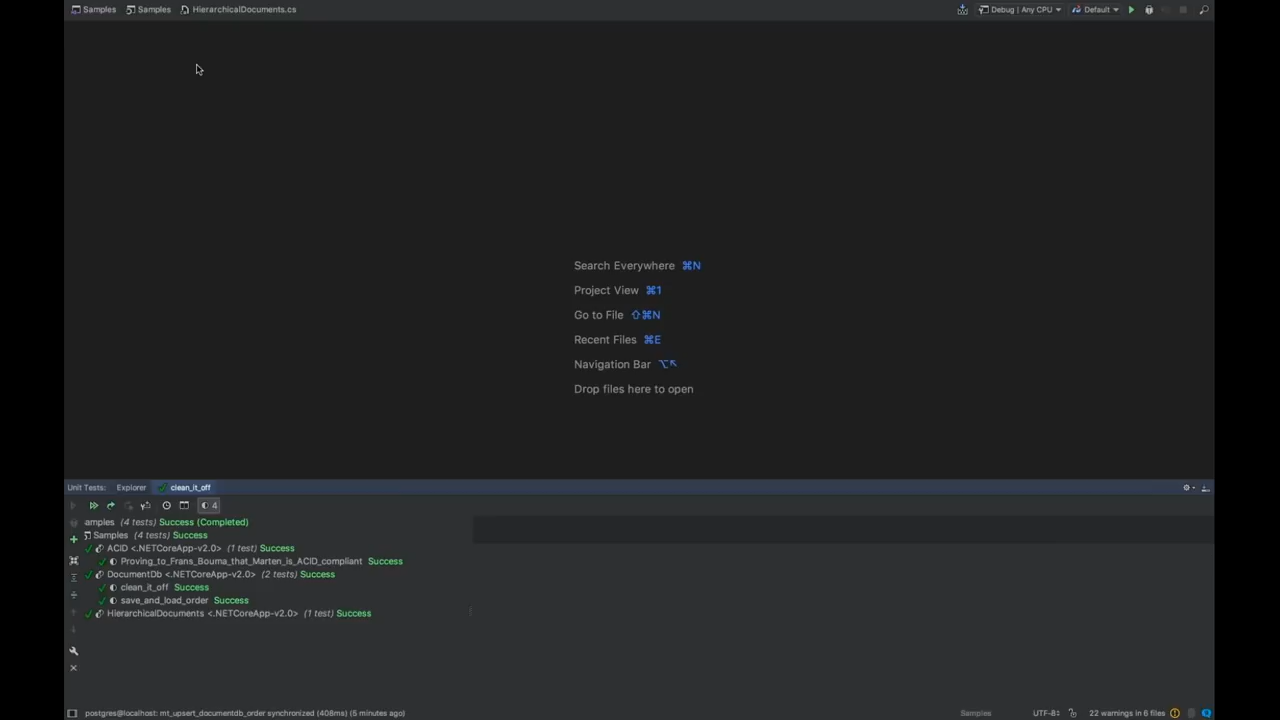 Samples Samples HierarchicalDocuments.cs Debug | Any CPU Default
Search Everywhere ⌘N
Project View ⌘1
Go to File ⇧⌘N
Recent Files ⌘E
Navigation Bar ⌥↖
Drop files here to open
Unit Tests: Explorer clean_it_off
4
amples (4 tests) Success (Completed)
Samples (4 tests) Success
ACID <.NETCoreApp-v2.0> (1 test) Success
Proving_to_Frans_Bouma_that_Marten_is_ACID_compliant Success
DocumentDb <.NETCoreApp-v2.0> (2 tests) Success
clean_it_off Success
save_and_load_order Success
HierarchicalDocuments <.NETCoreApp-v2.0> (1 test) Success
postgres@localhost: mt_upsert_documentdb_order synchronized (408ms) (5 minutes ago) Samples UTF-8 22 warnings in 6 files